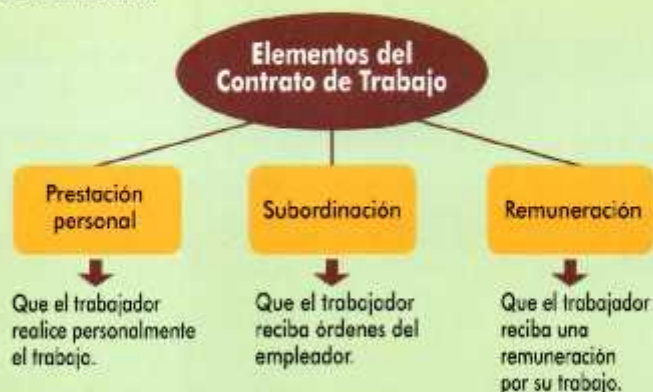 Elementos del
Contrato de Trabajo
Prestación
personal
Subordinación
Remuneración
Que el trabajador
realice personalmente
el trabajo.
Que el trabajador
reciba órdenes del
empleador.
Que el trabajador
reciba una
remuneración
por su trabajo.